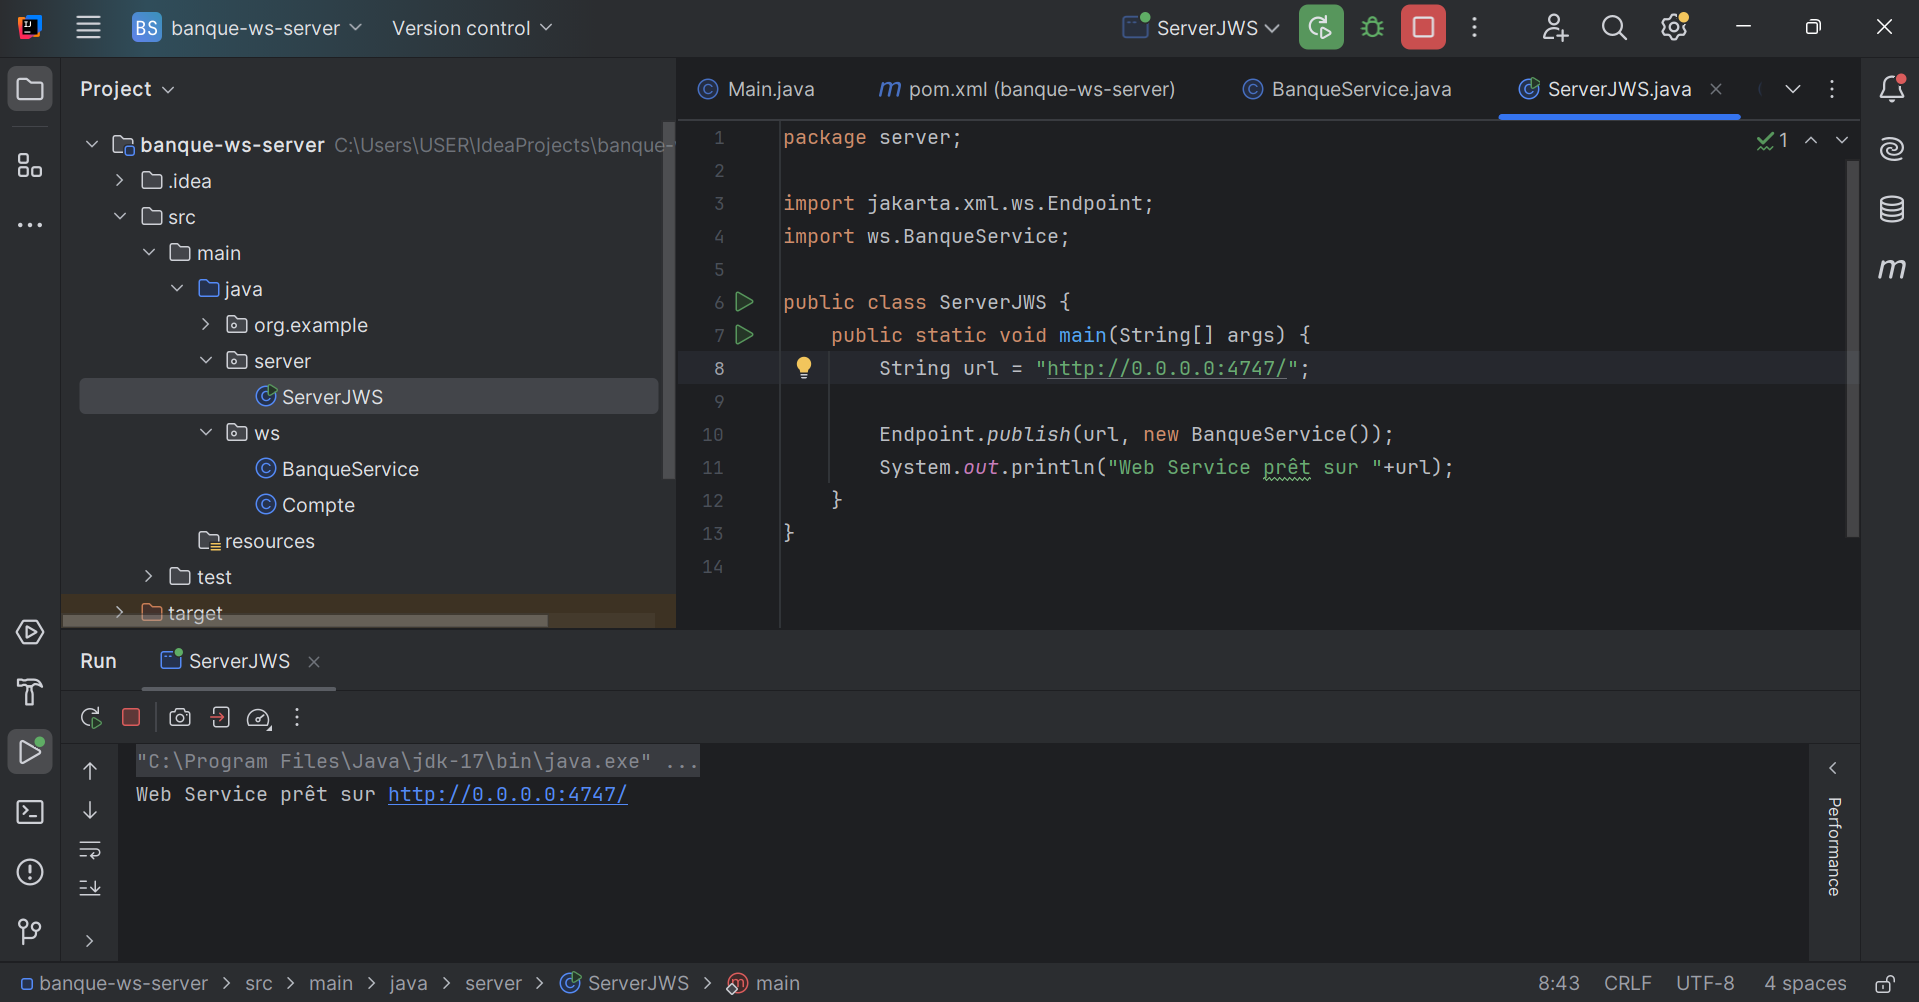 BS banque-ws-server Version control ServerJWS
Project
Main.java m pom.xml (banque-ws-server) BanqueService.java ServerJWS.java
banque-ws-server C:\Users\USER\IdeaProjects\banque-
.idea
src
main
java
org.example
server
ServerJWS
ws
BanqueService
Compte
resources
test
target
1 package server;
2
3 import jakarta.xml.ws.Endpoint;
4 import ws.BanqueService;
5
6 public class ServerJWS {
7 public static void main(String[] args) {
8 String url = "http://0.0.0.0:4747/";
9
10 Endpoint.publish(url, new BanqueService());
11 System.out.println("Web Service prêt sur "+url);
12 }
13 }
14
1
m
Run ServerJWS
"C:\Program Files\Java\jdk-17\bin\java.exe" ...
Web Service prêt sur http://0.0.0.0:4747/
Performance
banque-ws-server > src > main > java > server > ServerJWS > m main 8:43 CRLF UTF-8 4 spaces